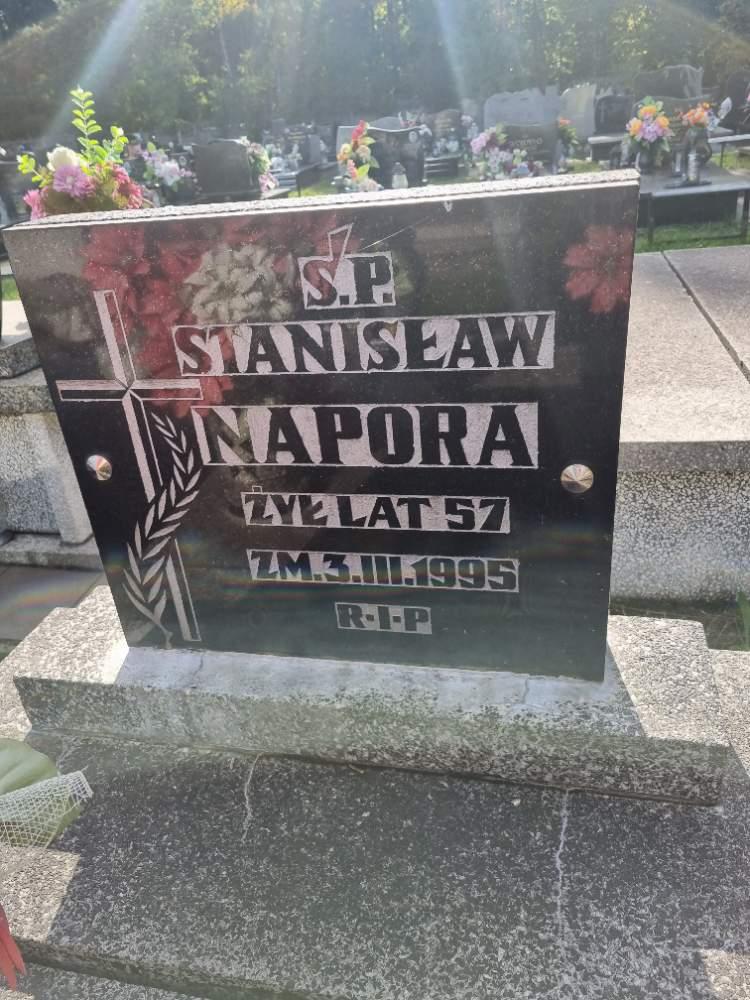 Ś.P.
STANISŁAW
NAPORA
ŻYŁ LAT 57
ZM.3.III.1995
R·I·P